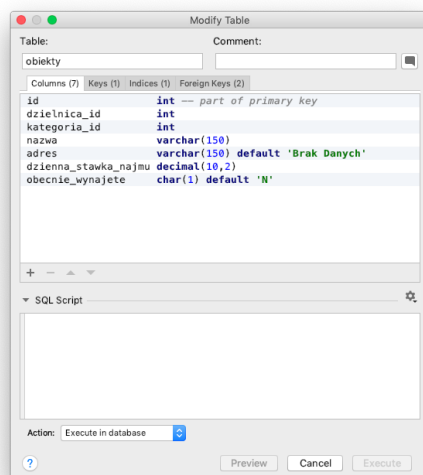 Modify Table
Table: Comment:
obiekty
Columns (7) Keys (1) Indices (1) Foreign Keys (2)
id int -- part of primary key
dzielnica_id int
kategoria_id int
nazwa varchar(150)
adres varchar(150) default 'Brak Danych'
dzienna_stawka_najmu decimal(10,2)
obecnie_wynajete char(1) default 'N'
SQL Script
Action: Execute in database
? Preview Cancel Execute